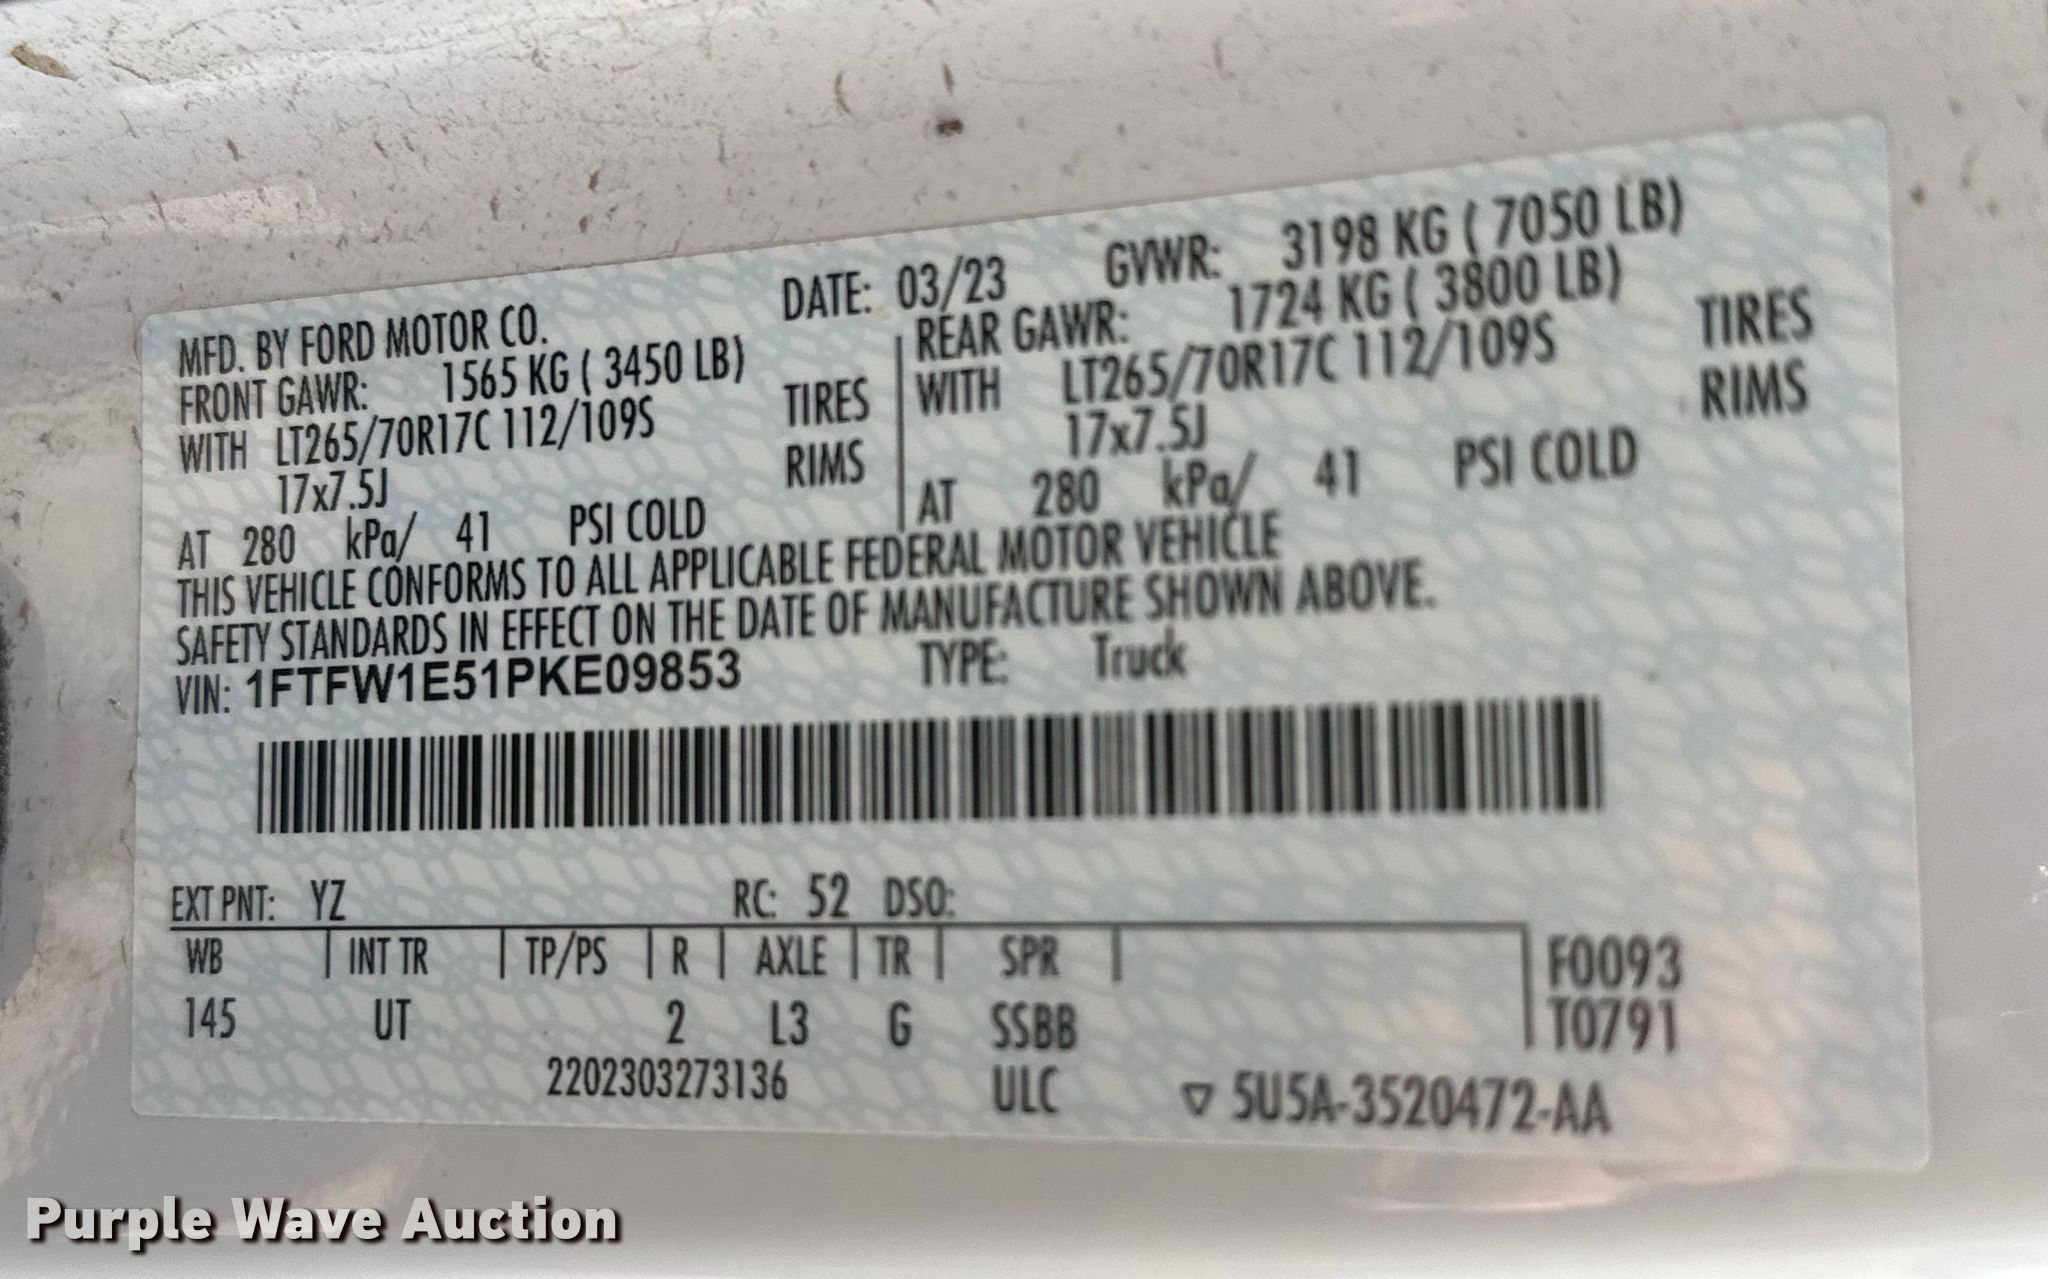 MFD. BY FORD MOTOR CO. DATE: 03/23 GVWR: 3198 KG ( 7050 LB)
FRONT GAWR: 1565 KG ( 3450 LB)
WITH LT265/70R17C 112/109S TIRES
17x7.5J RIMS
AT 280 kPa/ 41 PSI COLD
REAR GAWR: 1724 KG ( 3800 LB)
WITH LT265/70R17C 112/109S TIRES
17x7.5J RIMS
AT 280 kPa/ 41 PSI COLD
THIS VEHICLE CONFORMS TO ALL APPLICABLE FEDERAL MOTOR VEHICLE
SAFETY STANDARDS IN EFFECT ON THE DATE OF MANUFACTURE SHOWN ABOVE.
VIN: 1FTFW1E51PKE09853 TYPE: Truck
EXT PNT: YZ RC: 52 DSO:
WB INT TR TP/PS R AXLE TR SPR F0093
145 UT 2 L3 G SSBB T0791
2202303273136 ULC ▽ 5U5A-3520472-AA
Purple Wave Auction